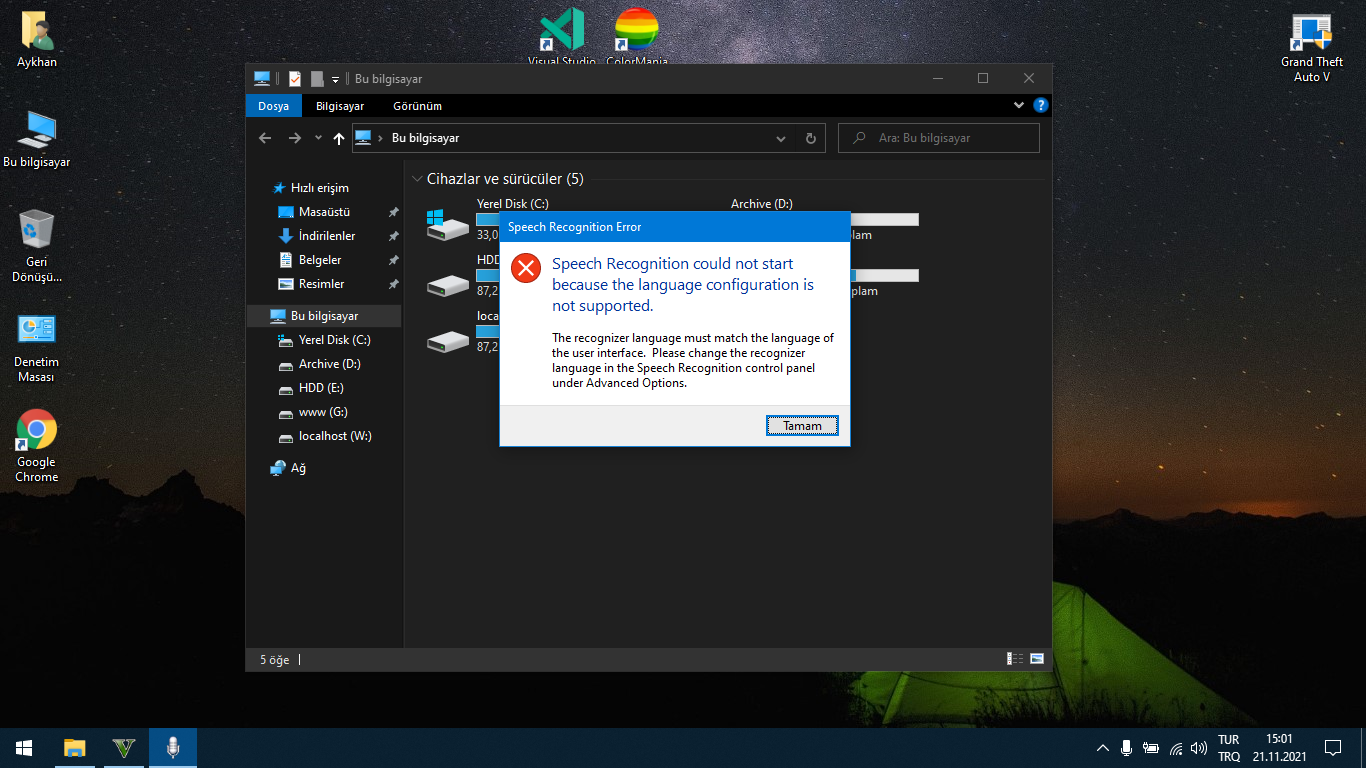 Aykhan
Bu bilgisayar
Geri
Dönüşü...
Denetim
Masası
Google
Chrome
Visual Studio
ColorMania
Grand Theft
Auto V
Bu bilgisayar
Dosya
Bilgisayar
Görünüm
?
Bu bilgisayar
Ara: Bu bilgisayar
Hızlı erişim
Masaüstü
İndirilenler
Belgeler
Resimler
Bu bilgisayar
Yerel Disk (C:)
Archive (D:)
HDD (E:)
www (G:)
localhost (W:)
Ağ
Cihazlar ve sürücüler (5)
Yerel Disk (C:)
33,0
Archive (D:)
lam
HDD
87,2
plam
loca
87,2
Speech Recognition Error
Speech Recognition could not start
because the language configuration is
not supported.
The recognizer language must match the language of
the user interface. Please change the recognizer
language in the Speech Recognition control panel
under Advanced Options.
Tamam
5 öğe
TUR
TRQ
15:01
21.11.2021